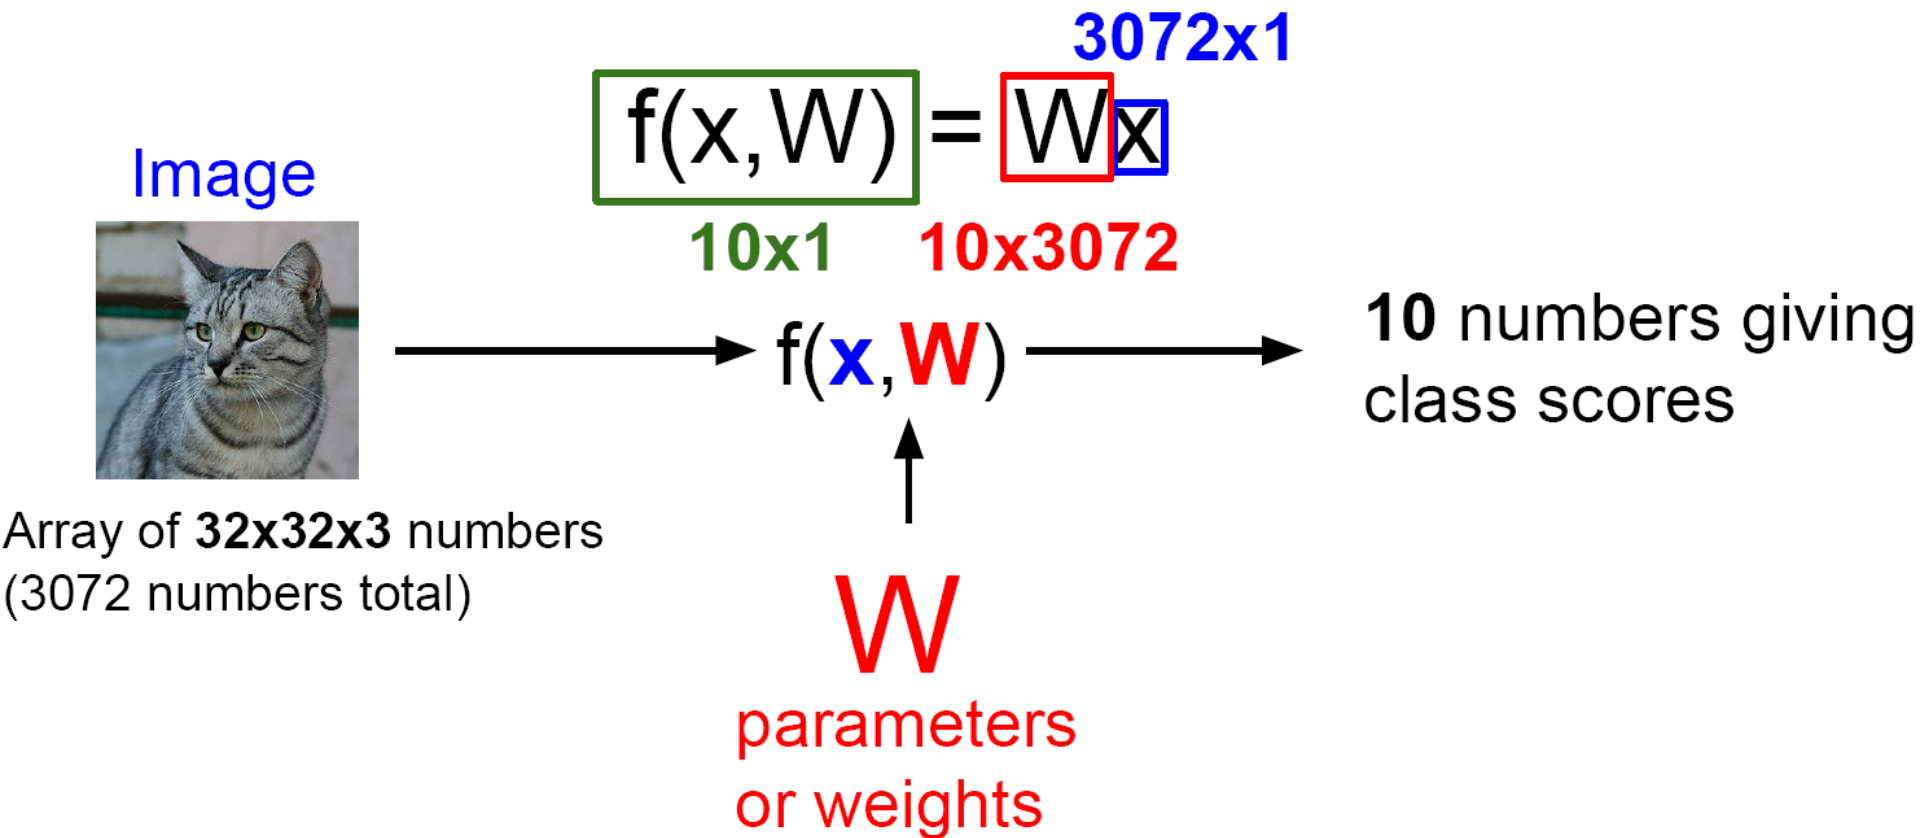 3072x1
f(x,W) = Wx
10x1 10x3072
Image
f(x,W)
10 numbers giving
class scores
Array of 32x32x3 numbers
(3072 numbers total)
W
parameters
or weights